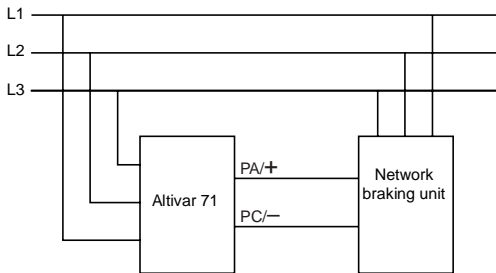 L1
L2
L3
Altivar 71
PA/+
PC/−
Network
braking unit